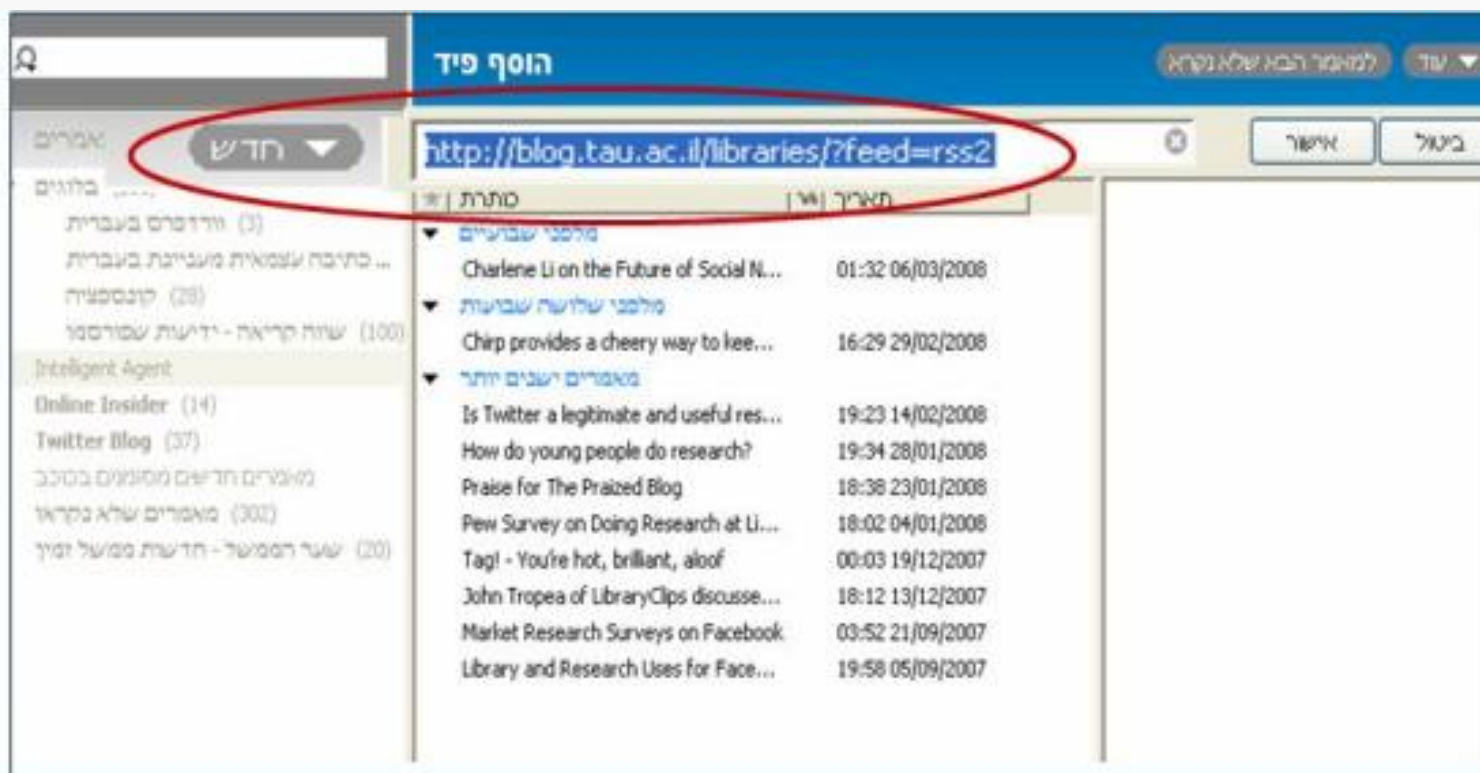 הוסף פיד
למאמר הבא שלא נקרא
עוד
חדש
http://blog.tau.ac.il/libraries/?feed=rss2
אישור
ביטול
בלוגים
וורדפרס בעברית (3)
כתיבה עצמאית מעניינת בעברית ...
קונספציה (28)
שווה קריאה - ידיעות שפורסמו (100)
Intelligent Agent
Online Insider (14)
Twitter Blog (37)
מאמרים חדשים מסומנים בכוכב
מאמרים שלא נקראו (302)
שער הממשל - חדשות ממשל זמין (20)
כותרת
תאריך
מלפני שבועיים
Charlene Li on the Future of Social N... 01:32 06/03/2008
מלפני שלושה שבועות
Chirp provides a cheery way to kee... 16:29 29/02/2008
מאמרים ישנים יותר
Is Twitter a legitimate and useful res... 19:23 14/02/2008
How do young people do research? 19:34 28/01/2008
Praise for The Praized Blog 18:38 23/01/2008
Pew Survey on Doing Research at Li... 18:02 04/01/2008
Tag! - You're hot, brilliant, aloof 00:03 19/12/2007
John Tropea of LibraryClips discusse... 18:12 13/12/2007
Market Research Surveys on Facebook 03:52 21/09/2007
Library and Research Uses for Face... 19:58 05/09/2007